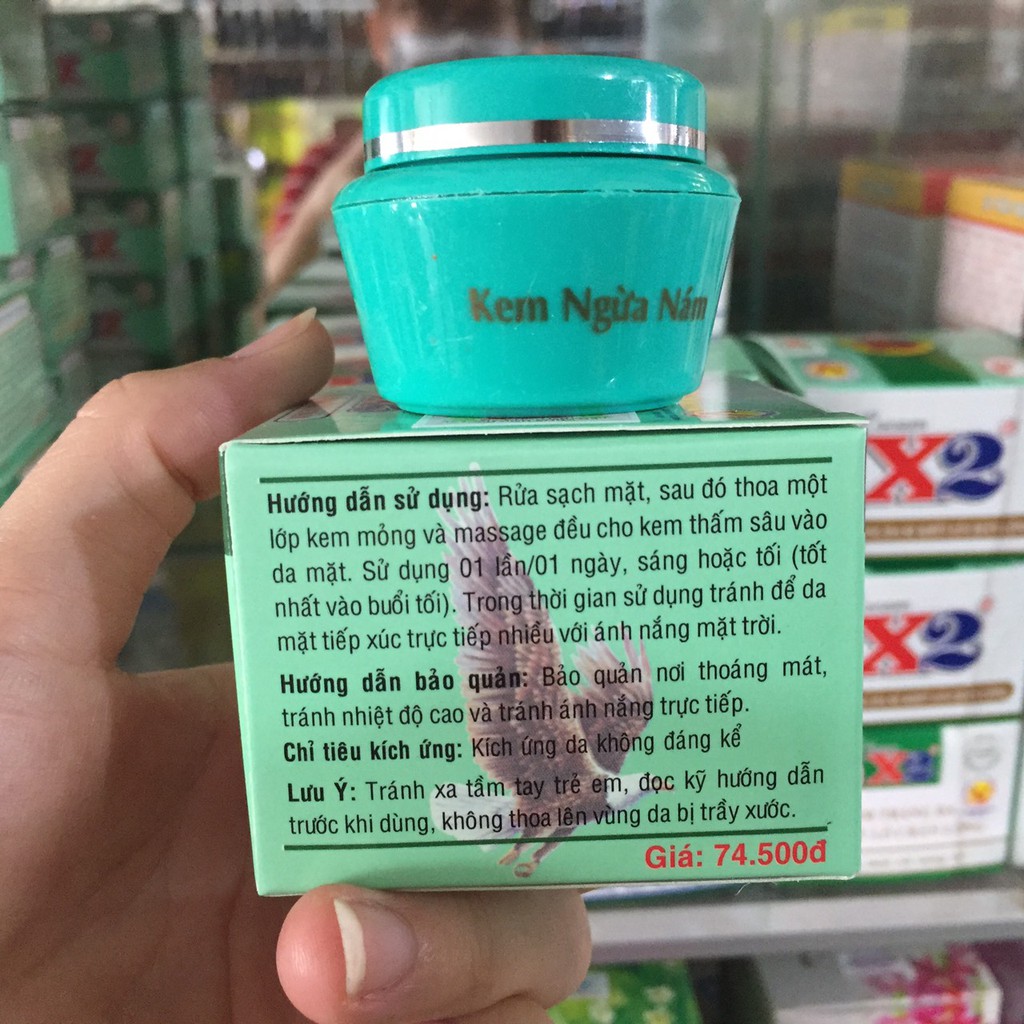 Kem Ngừa Nám
Hướng dẫn sử dụng: Rửa sạch mặt, sau đó thoa một
lớp kem mỏng và massage đều cho kem thấm sâu vào
da mặt. Sử dụng 01 lần/01 ngày, sáng hoặc tối (tốt
nhất vào buổi tối). Trong thời gian sử dụng tránh để da
mặt tiếp xúc trực tiếp nhiều với ánh nắng mặt trời.
Hướng dẫn bảo quản: Bảo quản nơi thoáng mát,
tránh nhiệt độ cao và tránh ánh nắng trực tiếp.
Chỉ tiêu kích ứng: Kích ứng da không đáng kể
Lưu Ý: Tránh xa tầm tay trẻ em, đọc kỹ hướng dẫn
trước khi dùng, không thoa lên vùng da bị trầy xước.
Giá: 74.500đ
X2
X2
X2